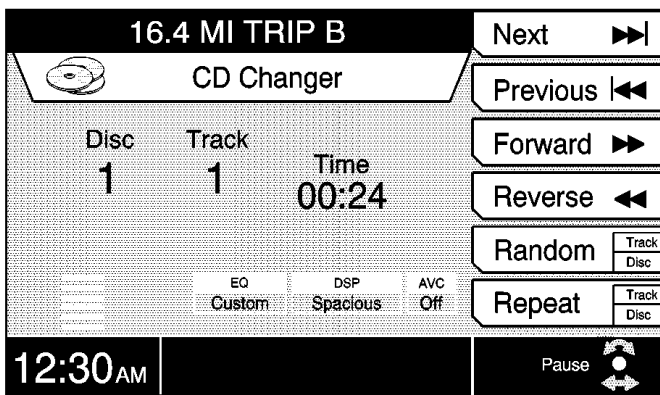 16.4 MI TRIP B
CD Changer
Disc Track Time
1 1 00:24
EQ DSP AVC
Custom Spacious Off
Next
Previous
Forward
Reverse
Random Track
Disc
Repeat Track
Disc
12:30AM
Pause